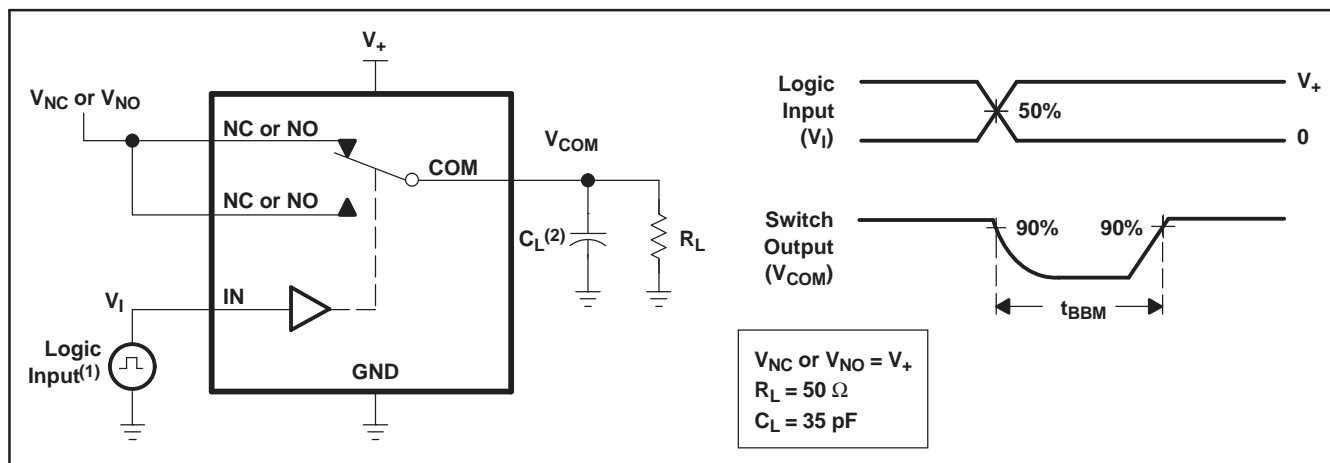 V+
VNC or VNO
NC or NO
VCOM
COM
NC or NO
CL(2)
RL
VI
IN
Logic
Input(1)
GND
Logic
Input
(VI)
V+
50%
0
Switch
Output
(VCOM)
90%
90%
tBBM
VNC or VNO = V+
RL = 50 Ω
CL = 35 pF